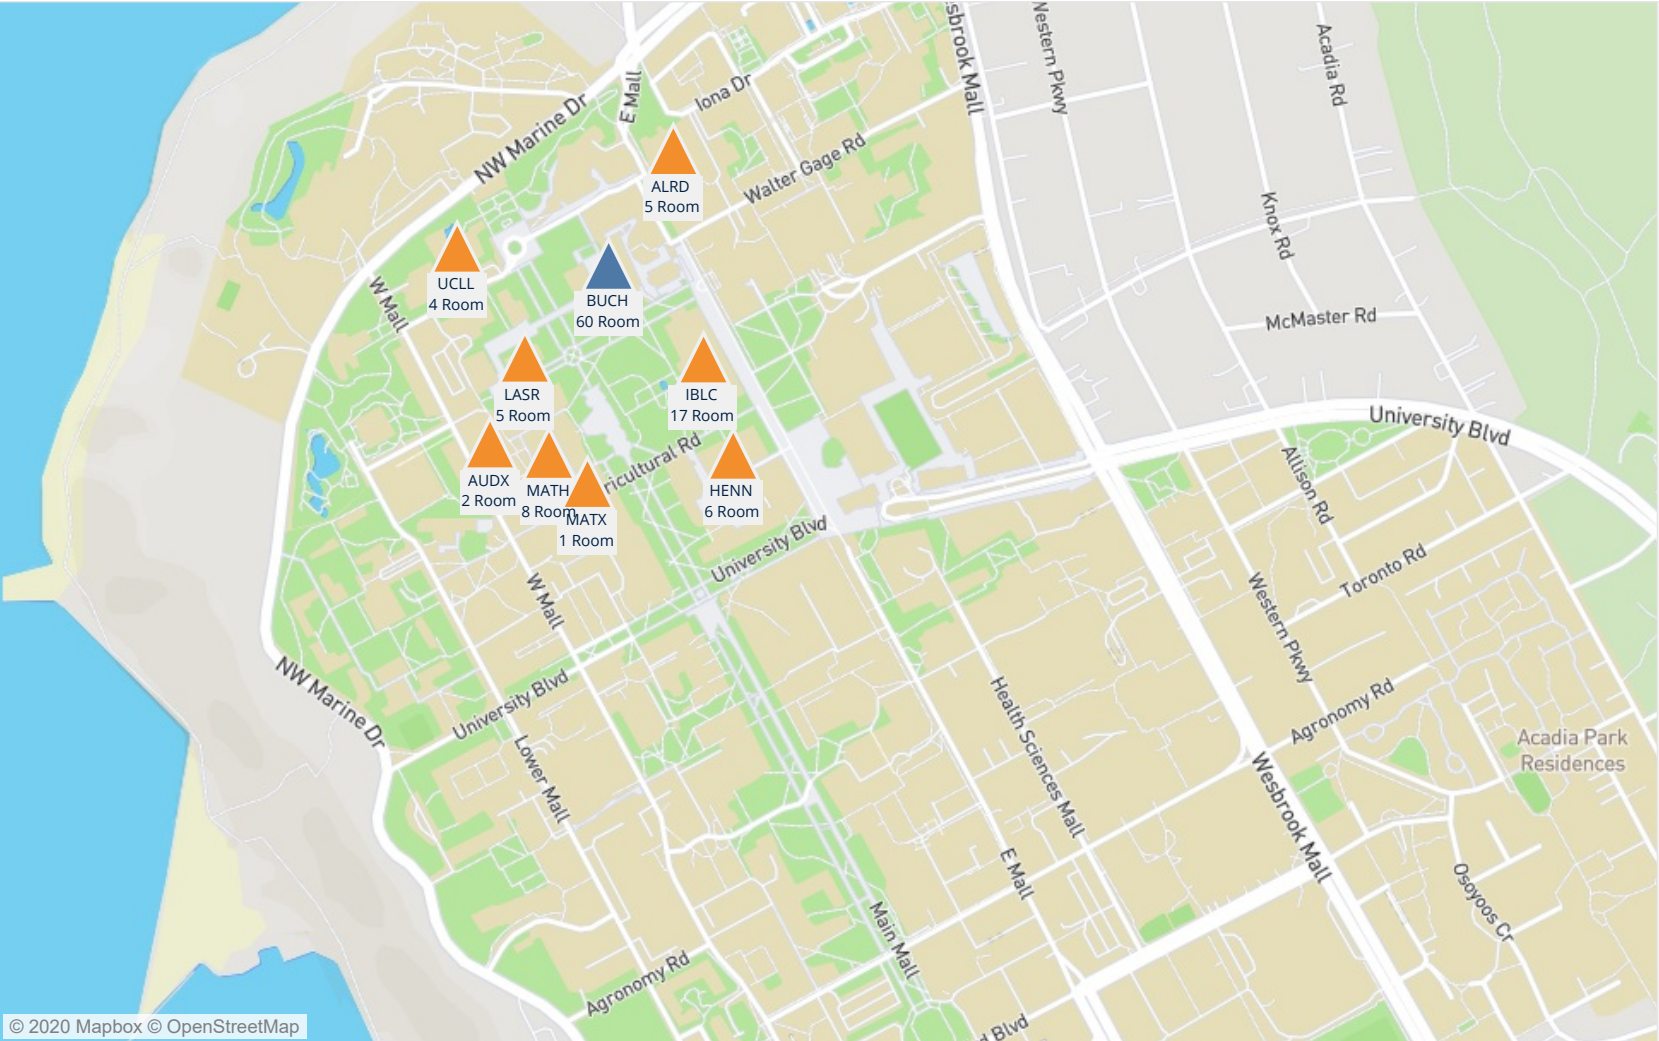 sbrook Mall
Western Pkwy
Acadia Rd
E Mall
Iona Dr
NW Marine Dr
ALRD
5 Room
Walter Gage Rd
Knox Rd
UCLL
4 Room
W Mall
BUCH
60 Room
McMaster Rd
LASR
5 Room
IBLC
17 Room
University Blvd
ricultural Rd
AUDX
2 Room
MATH
8 Room
MATX
1 Room
HENN
6 Room
Allison Rd
University Blvd
Toronto Rd
W Mall
Western Pkwy
NW Marine Dr
University Blvd
Health Sciences Mall
Agronomy Rd
Acadia Park
Residences
Lower Mall
Wesbrook Mall
E Mall
Osoyoos Cr
Main Mall
Agronomy Rd
d Blvd
© 2020 Mapbox © OpenStreetMap